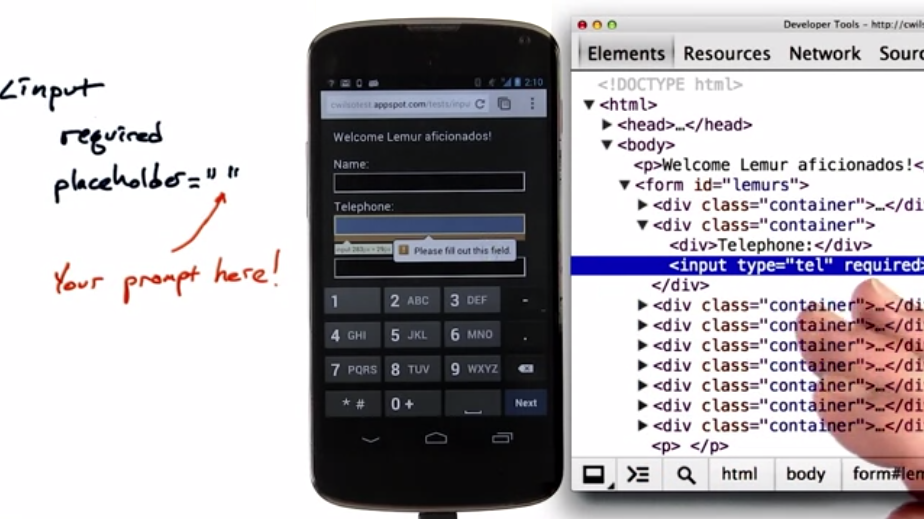 <input
required
placeholder=" "
Your prompt here!
2:10
cwilsotest.appspot.com/tests/inpu
Welcome Lemur aficionados!
Name:
Telephone:
Please fill out this field.
1 2 ABC 3 DEF -
4 GHI 5 JKL 6 MNO .
7 PQRS 8 TUV 9 WXYZ
* # 0 + Next
Developer Tools - http://cwils
Elements Resources Network Sourc
<!DOCTYPE html>
▼<html>
▶<head>…</head>
▼<body>
<p>Welcome Lemur aficionados!<
▼<form id="lemurs">
▶<div class="container">…</di
▼<div class="container">
<div>Telephone:</div>
<input type="tel" required>
</div>
▶<div class="container">…</di
▶<div class="container">…</di
▶<div class="container">…</di
▶<div class="container">…</di
▶<div class="container">…</di
▶<div class="container">…</di
▶<div class="container">…</di
<p> </p>
html body form#lem